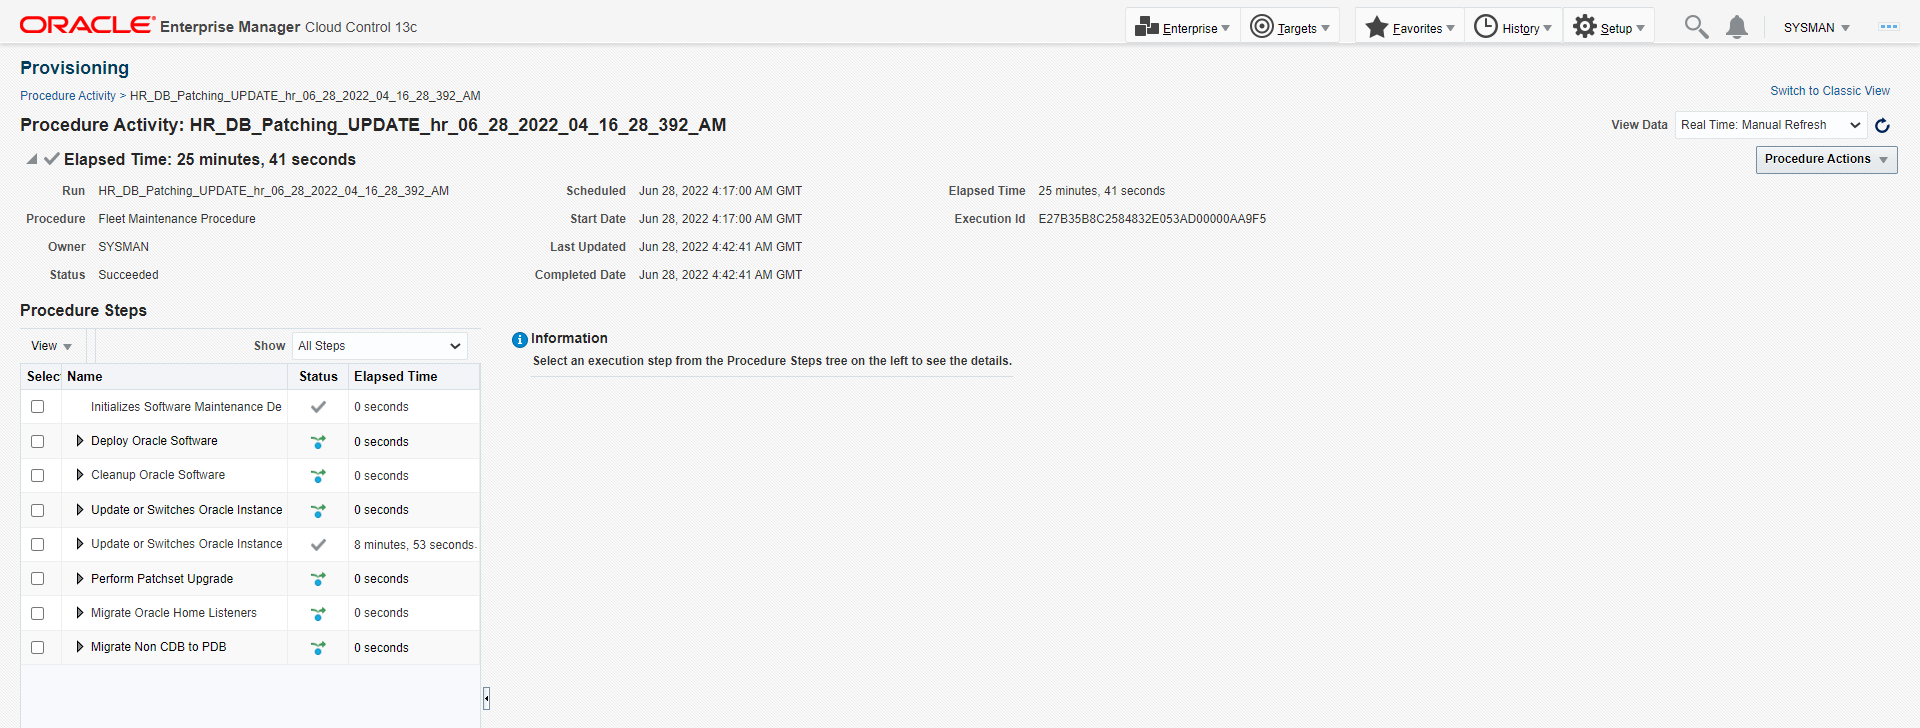 ORACLE Enterprise Manager Cloud Control 13c Enterprise Targets Favorites History Setup SYSMAN
Provisioning
Procedure Activity > HR_DB_Patching_UPDATE_hr_06_28_2022_04_16_28_392_AM
Switch to Classic View
Procedure Activity: HR_DB_Patching_UPDATE_hr_06_28_2022_04_16_28_392_AM
View Data Real Time: Manual Refresh
Elapsed Time: 25 minutes, 41 seconds
Procedure Actions
Run HR_DB_Patching_UPDATE_hr_06_28_2022_04_16_28_392_AM Scheduled Jun 28, 2022 4:17:00 AM GMT Elapsed Time 25 minutes, 41 seconds
Procedure Fleet Maintenance Procedure Start Date Jun 28, 2022 4:17:00 AM GMT Execution Id E27B35B8C2584832E053AD00000AA9F5
Owner SYSMAN Last Updated Jun 28, 2022 4:42:41 AM GMT
Status Succeeded Completed Date Jun 28, 2022 4:42:41 AM GMT
Procedure Steps
View Show All Steps
Selec Name Status Elapsed Time
Initializes Software Maintenance De 0 seconds
Deploy Oracle Software 0 seconds
Cleanup Oracle Software 0 seconds
Update or Switches Oracle Instance 0 seconds
Update or Switches Oracle Instance 8 minutes, 53 seconds.
Perform Patchset Upgrade 0 seconds
Migrate Oracle Home Listeners 0 seconds
Migrate Non CDB to PDB 0 seconds
Information
Select an execution step from the Procedure Steps tree on the left to see the details.